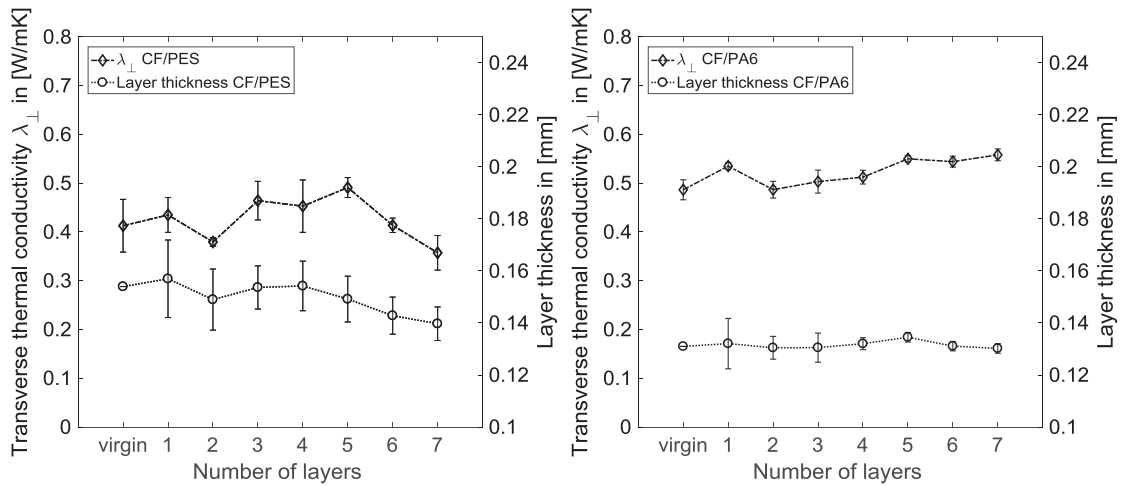 Transverse thermal conductivity λ⊥ in [W/mK]
0.8
0.7
0.6
0.5
0.4
0.3
0.2
0.1
0
λ⊥ CF/PES
Layer thickness CF/PES
0.24
0.22
0.2
0.18
0.16
0.14
0.12
0.1
Layer thickness in [mm]
virgin 1 2 3 4 5 6 7
Number of layers
Transverse thermal conductivity λ⊥ in [W/mK]
0.8
0.7
0.6
0.5
0.4
0.3
0.2
0.1
0
λ⊥ CF/PA6
Layer thickness CF/PA6
0.24
0.22
0.2
0.18
0.16
0.14
0.12
0.1
Layer thickness in [mm]
virgin 1 2 3 4 5 6 7
Number of layers